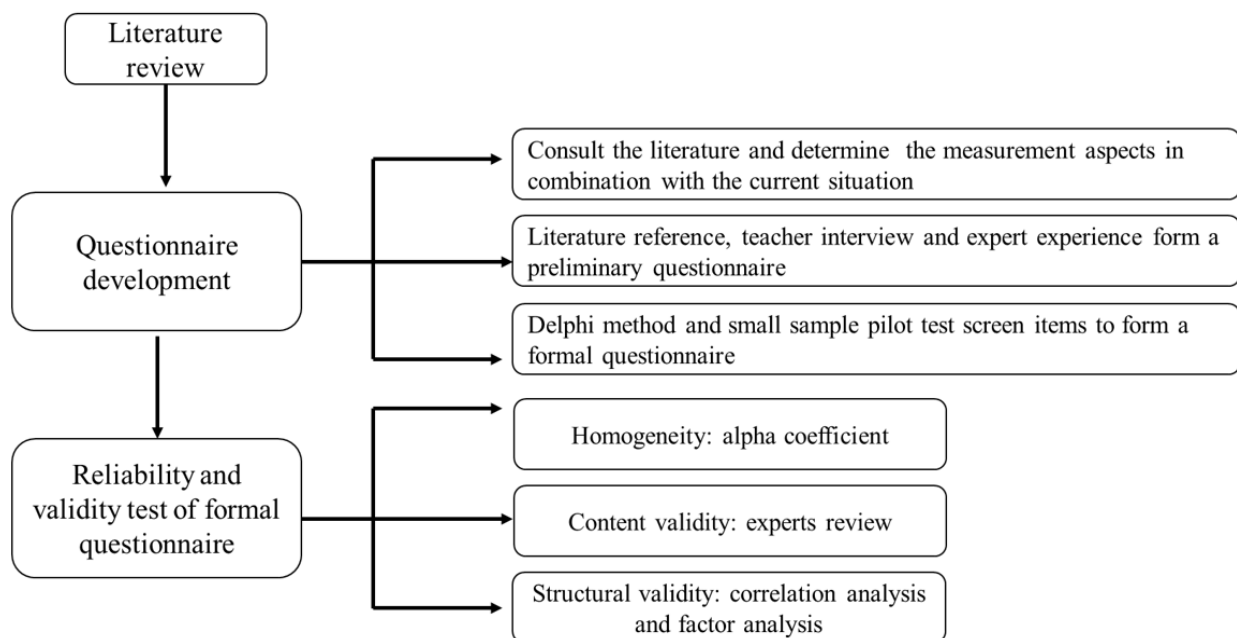 Literature
review
Questionnaire
development
Consult the literature and determine the measurement aspects in
combination with the current situation
Literature reference, teacher interview and expert experience form a
preliminary questionnaire
Delphi method and small sample pilot test screen items to form a
formal questionnaire
Reliability and
validity test of formal
questionnaire
Homogeneity: alpha coefficient
Content validity: experts review
Structural validity: correlation analysis
and factor analysis